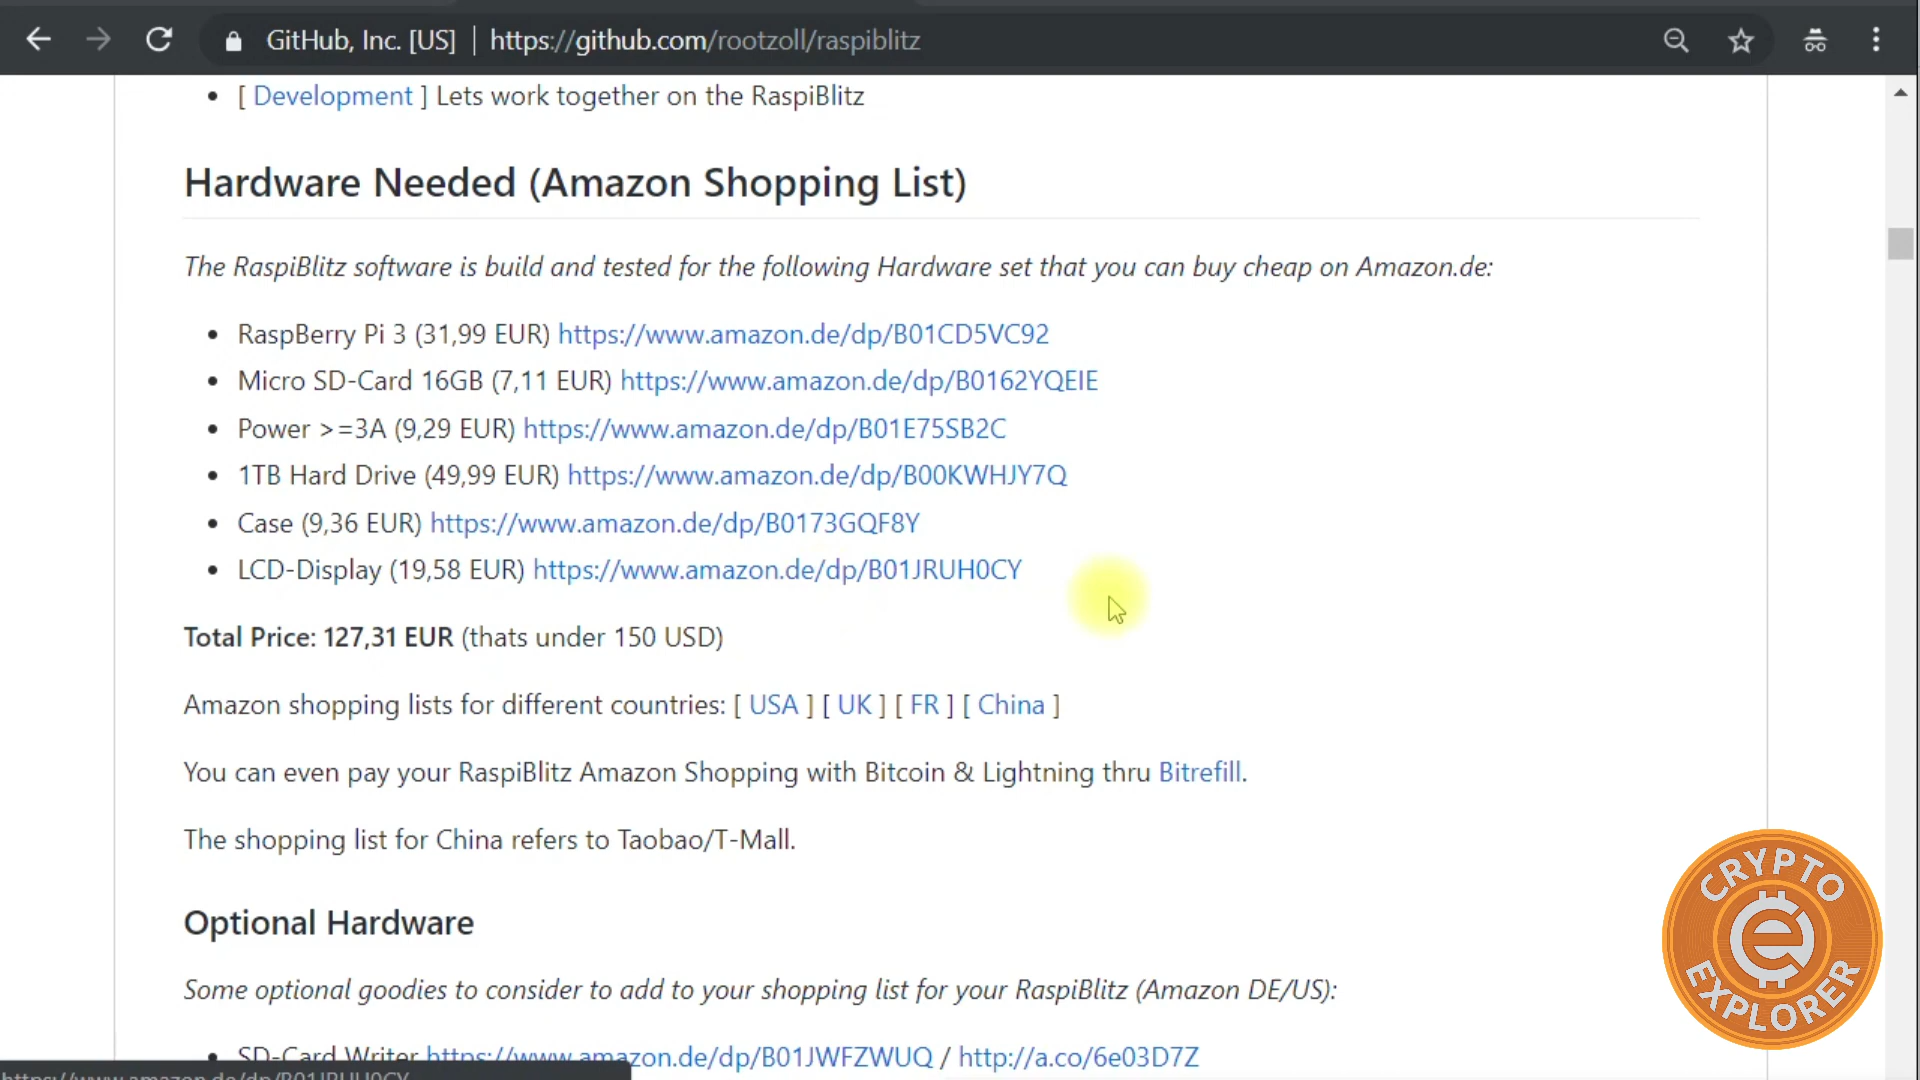 GitHub, Inc. [US] | https://github.com/rootzoll/raspiblitz
• [ Development ] Lets work together on the RaspiBlitz
Hardware Needed (Amazon Shopping List)
The RaspiBlitz software is build and tested for the following Hardware set that you can buy cheap on Amazon.de:
• RaspBerry Pi 3 (31,99 EUR) https://www.amazon.de/dp/B01CD5VC92
• Micro SD-Card 16GB (7,11 EUR) https://www.amazon.de/dp/B0162YQEIE
• Power >=3A (9,29 EUR) https://www.amazon.de/dp/B01E75SB2C
• 1TB Hard Drive (49,99 EUR) https://www.amazon.de/dp/B00KWHJY7Q
• Case (9,36 EUR) https://www.amazon.de/dp/B0173GQF8Y
• LCD-Display (19,58 EUR) https://www.amazon.de/dp/B01JRUH0CY
Total Price: 127,31 EUR (thats under 150 USD)
Amazon shopping lists for different countries: [ USA ] [ UK ] [ FR ] [ China ]
You can even pay your RaspiBlitz Amazon Shopping with Bitcoin & Lightning thru Bitrefill.
The shopping list for China refers to Taobao/T-Mall.
Optional Hardware
Some optional goodies to consider to add to your shopping list for your RaspiBlitz (Amazon DE/US):
• SD-Card Writer https://www.amazon.de/dp/B01JWFZWUQ / http://a.co/6e03D7Z
https://www.amazon.de/dp/B01JRUH0CY
CRYPTO
EXPLORER